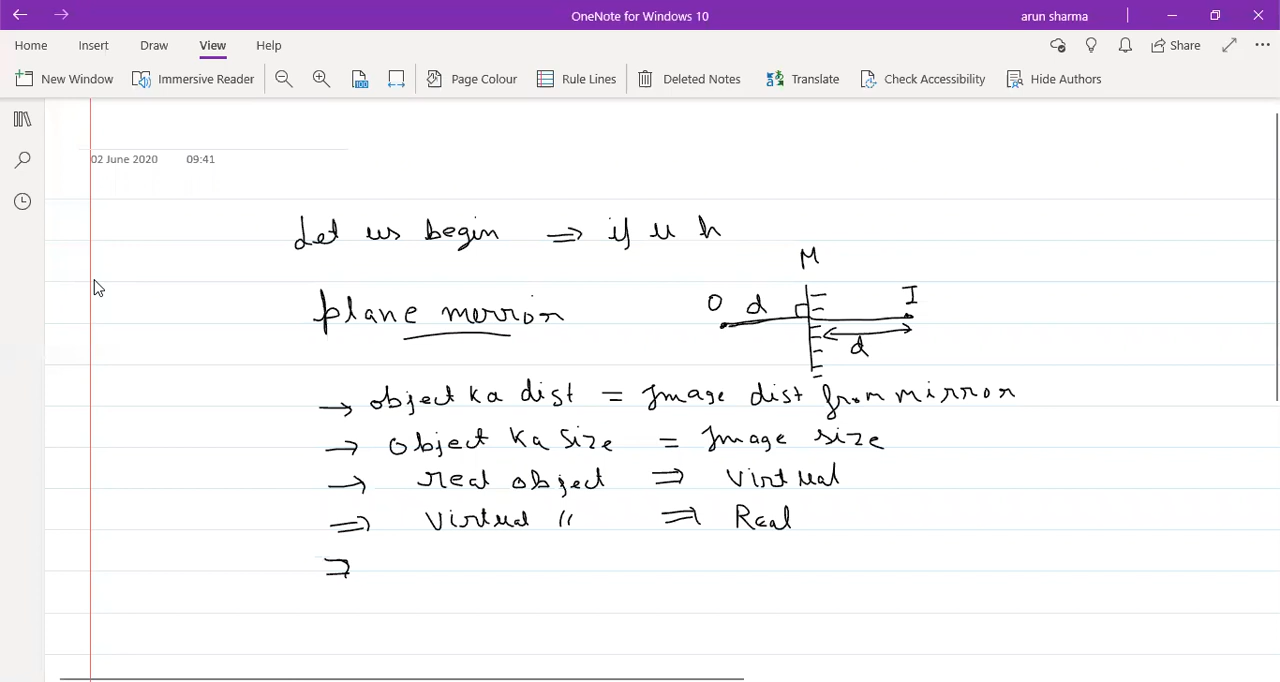 OneNote for Windows 10
arun sharma
Home Insert Draw View Help
Share
New Window Immersive Reader Page Colour Rule Lines Deleted Notes Translate Check Accessibility Hide Authors
02 June 2020 09:41
Let us begin ⇒ if u h
M
plane merror
O d I
d
→ object ka dist = Image dist from mirror
→ object ka size = Image size
→ real object ⇒ virtual
⇒ virtual " ⇒ Real
⇒